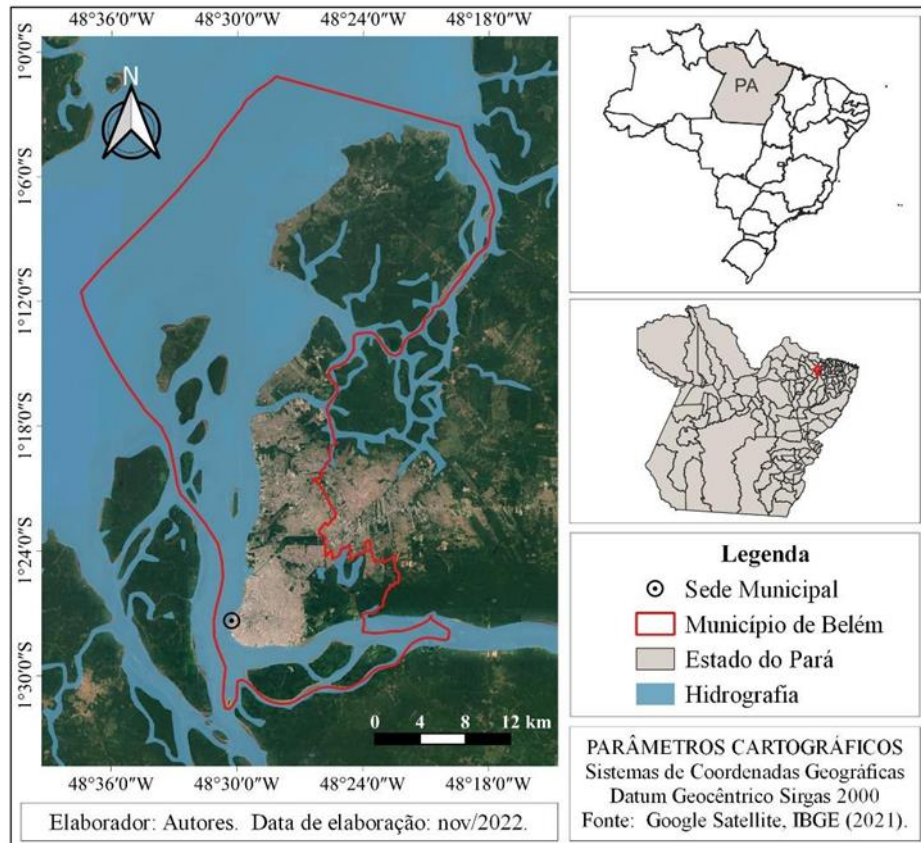 48°36'0"W 48°30'0"W 48°24'0"W 48°18'0"W
1°0'0"S
1°6'0"S
1°12'0"S
1°18'0"S
1°24'0"S
1°30'0"S
N
0 4 8 12 km
48°36'0"W 48°30'0"W 48°24'0"W 48°18'0"W
Elaborador: Autores. Data de elaboração: nov/2022.
PA
Legenda
Sede Municipal
Município de Belém
Estado do Pará
Hidrografía
PARÂMETROS CARTOGRÁFICOS
Sistemas de Coordenadas Geográficas
Datum Geocêntrico Sirgas 2000
Fonte: Google Satellite, IBGE (2021).